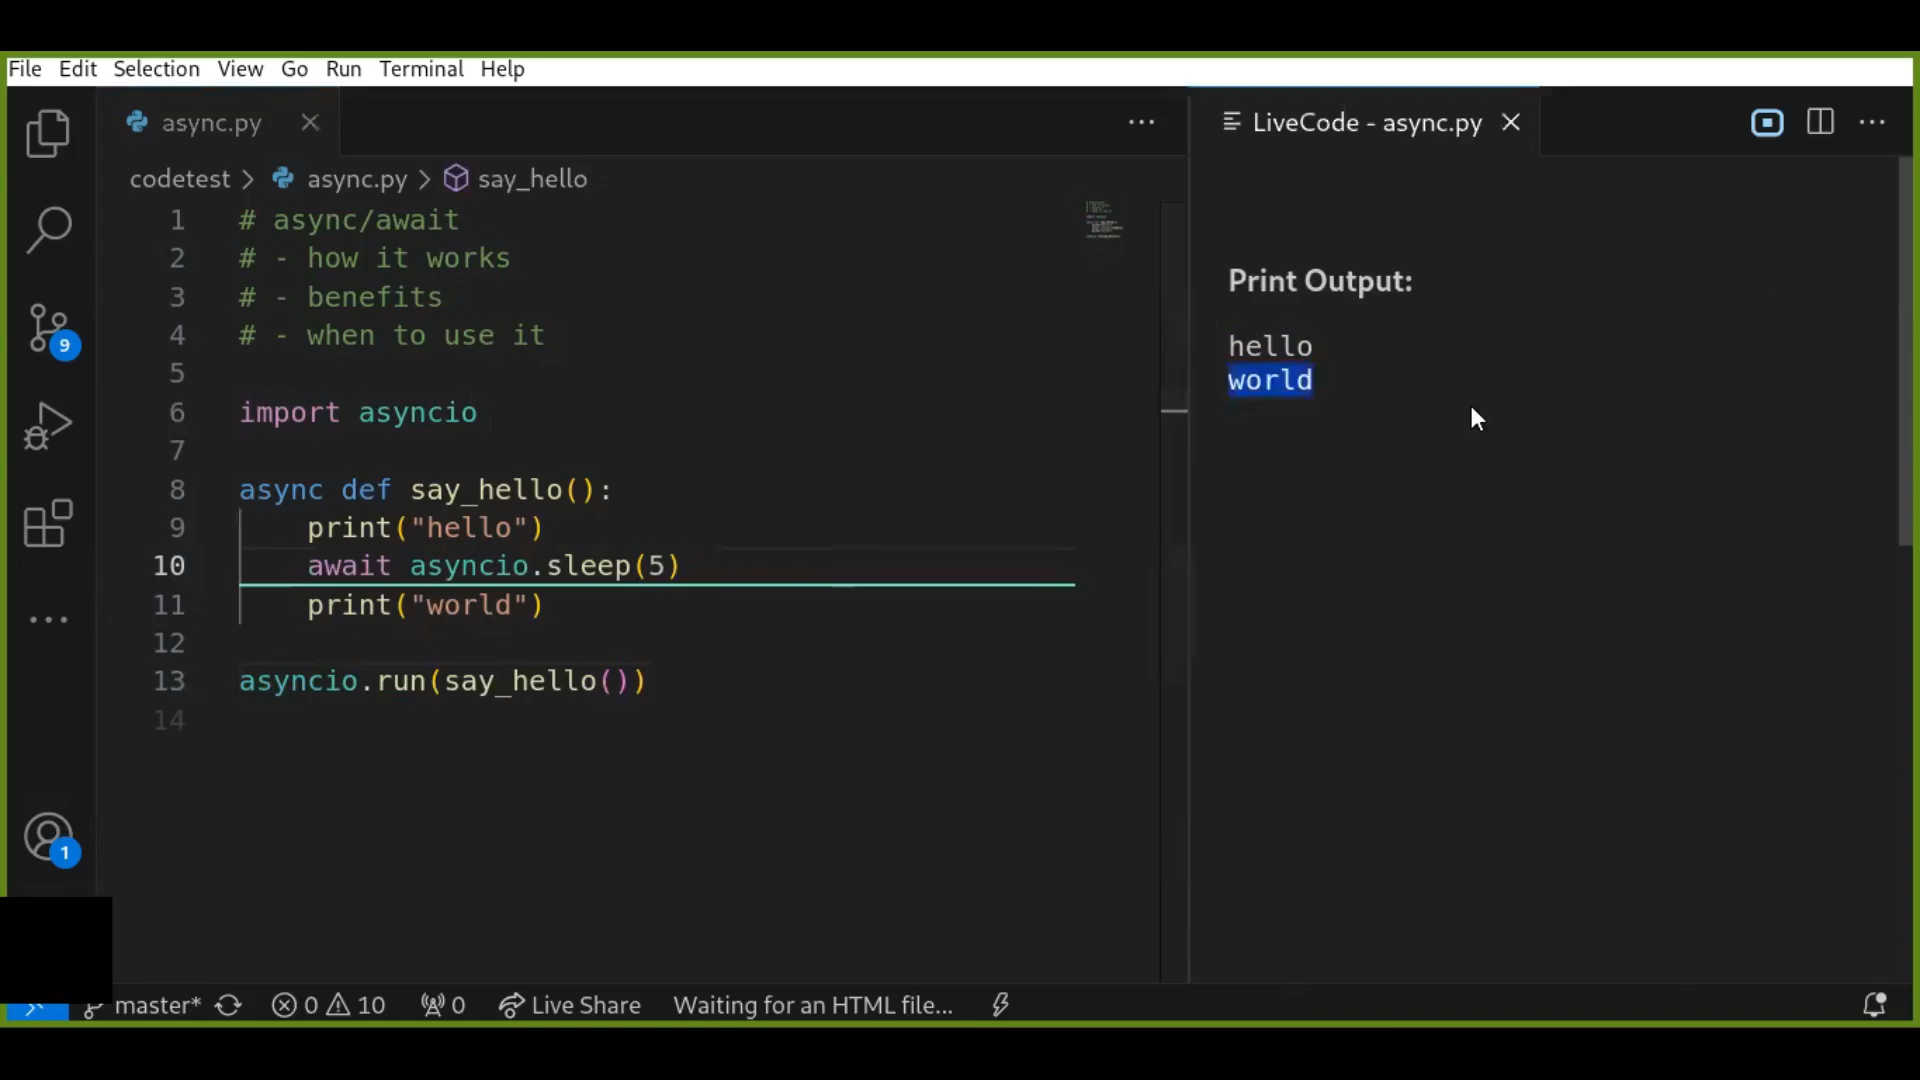 File Edit Selection View Go Run Terminal Help
async.py
LiveCode - async.py
codetest > async.py > say_hello
1 # async/await
2 # - how it works
3 # - benefits
4 # - when to use it
5
6 import asyncio
7
8 async def say_hello():
9 print("hello")
10 await asyncio.sleep(5)
11 print("world")
12
13 asyncio.run(say_hello())
14
Print Output:
hello
world
9
1
master* 0 10 0 Live Share Waiting for an HTML file...